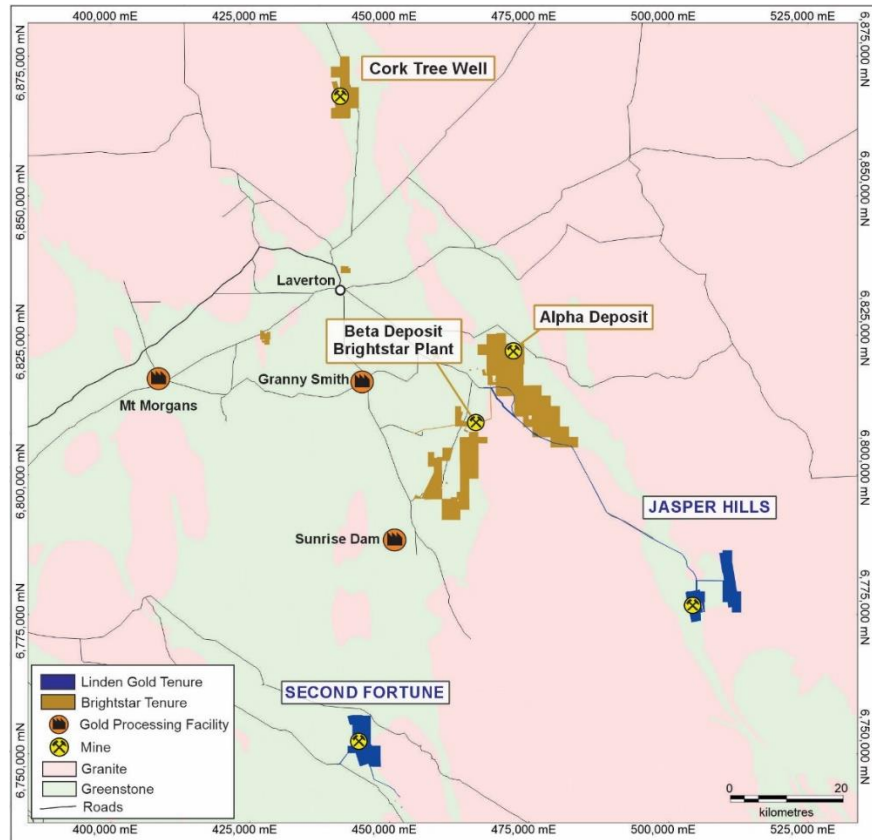 400,000 mE
425,000 mE
450,000 mE
475,000 mE
500,000 mE
525,000 mE
6,875,000 mN
6,875,000 mN
Cork Tree Well
6,850,000 mN
6,850,000 mN
Laverton
Beta Deposit
Brightstar Plant
Alpha Deposit
6,825,000 mN
6,825,000 mN
Mt Morgans
Granny Smith
6,800,000 mN
6,800,000 mN
JASPER HILLS
Sunrise Dam
6,775,000 mN
6,775,000 mN
SECOND FORTUNE
6,750,000 mN
6,750,000 mN
Linden Gold Tenure
Brightstar Tenure
Gold Processing Facility
Mine
Granite
Greenstone
Roads
0 20
kilometres
400,000 mE
425,000 mE
450,000 mE
475,000 mE
500,000 mE
525,000 mE